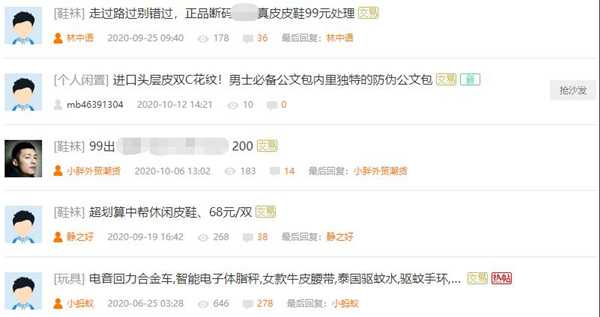 [鞋袜] 走过路过别错过，正品断码 真皮皮鞋99元处理 交易
林中语 2020-09-25 09:40 178 36 最后回复：林中语
[个人闲置] 进口头层皮双C花纹！男士必备公文包内里独特的防伪公文包 交易 新
抢沙发
mb46391304 2020-10-12 14:21 10 0
[鞋袜] 99出 200 交易
小胖外贸潮货 2020-10-06 13:02 183 14 最后回复：小胖外贸潮货
[鞋袜] 超划算中帮休闲皮鞋、68元/双 交易
静之好 2020-09-19 16:42 268 38 最后回复：静之好
[玩具] 电音回力合金车,智能电子体脂秤,女款牛皮腰带,泰国驱蚊水,驱蚊手环,... 交易 热帖
小蚂蚁 2020-06-25 03:28 646 278 最后回复：小蚂蚁